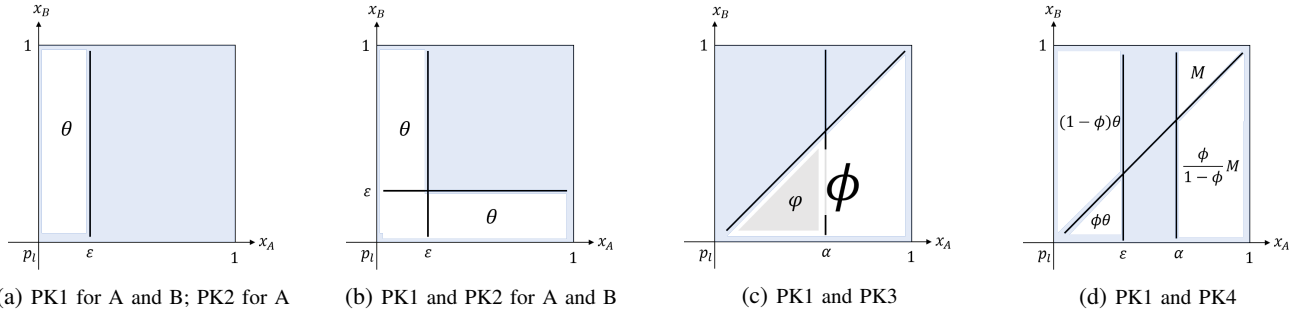 x_B
1
θ
p_l
ε
1
x_A
(a) PK1 for A and B; PK2 for A
x_B
1
θ
ε
θ
p_l
ε
1
x_A
(b) PK1 and PK2 for A and B
x_B
1
φ
ϕ
p_l
α
1
x_A
(c) PK1 and PK3
x_B
1
M
(1 − ϕ)θ
ϕ/(1 − ϕ) M
ϕθ
p_l
ε
α
1
x_A
(d) PK1 and PK4